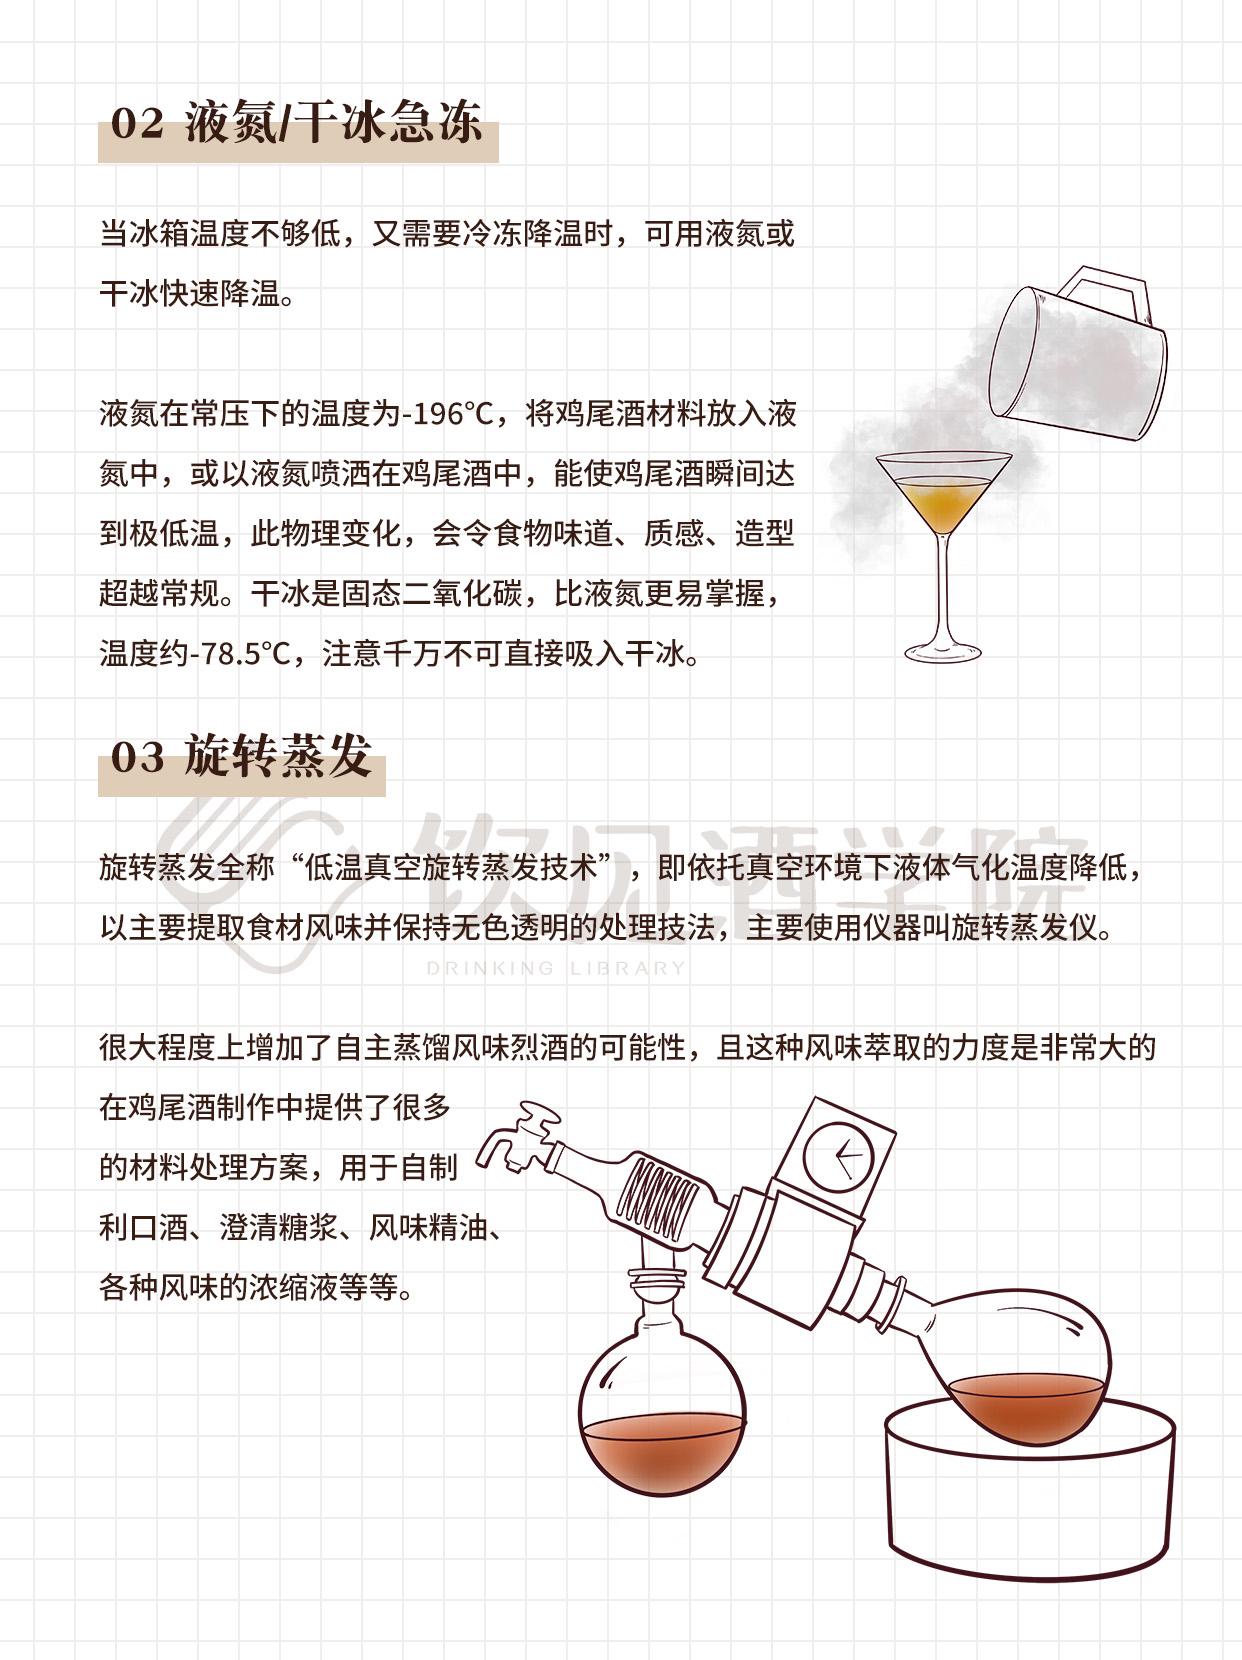 02 液氮/干冰急冻
当冰箱温度不够低，又需要冷冻降温时，可用液氮或
干冰快速降温。
液氮在常压下的温度为-196℃，将鸡尾酒材料放入液
氮中，或以液氮喷洒在鸡尾酒中，能使鸡尾酒瞬间达
到极低温，此物理变化，会令食物味道、质感、造型
超越常规。干冰是固态二氧化碳，比液氮更易掌握，
温度约-78.5℃，注意千万不可直接吸入干冰。
03 旋转蒸发
饮见酒学院
旋转蒸发全称“低温真空旋转蒸发技术”，即依托真空环境下液体气化温度降低，
以主要提取食材风味并保持无色透明的处理技法，主要使用仪器叫旋转蒸发仪。
DRINKING LIBRARY
很大程度上增加了自主蒸馏风味烈酒的可能性，且这种风味萃取的力度是非常大的
在鸡尾酒制作中提供了很多
的材料处理方案，用于自制
利口酒、澄清糖浆、风味精油、
各种风味的浓缩液等等。